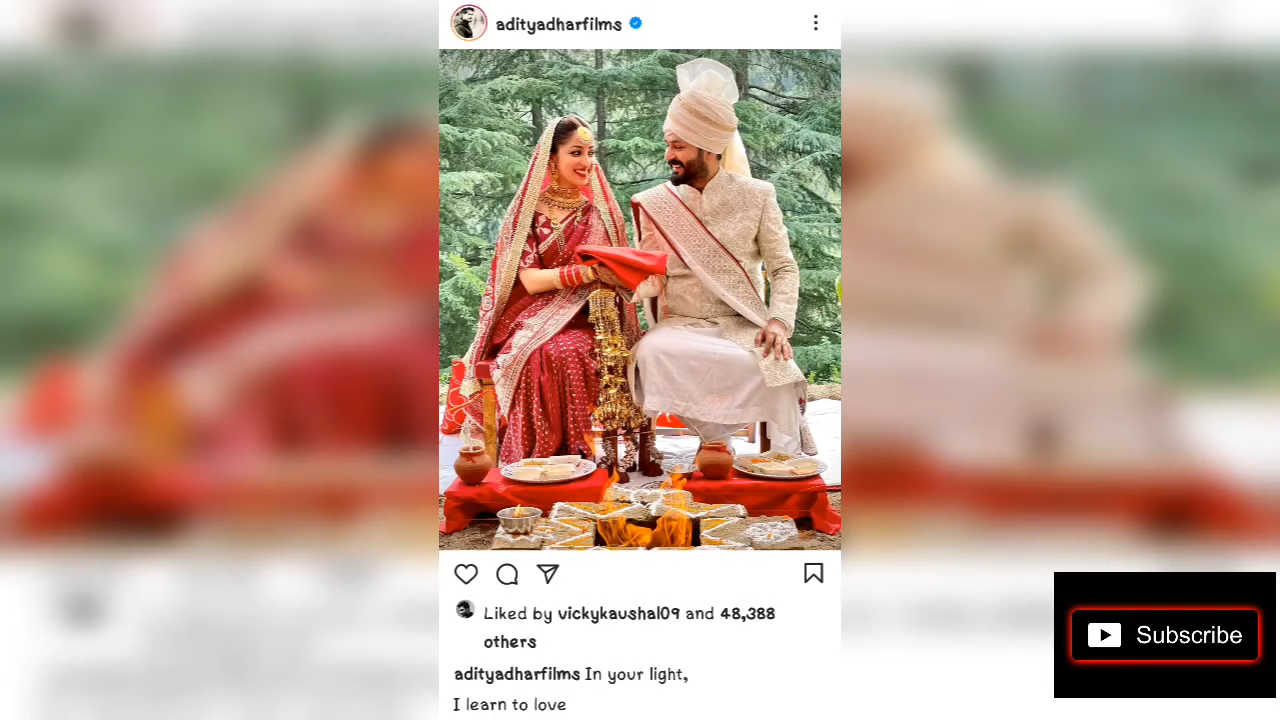 adityadharfilms
Liked by vickykaushal09 and 48,388
others
adityadharfilms In your light,
I learn to love
Subscribe